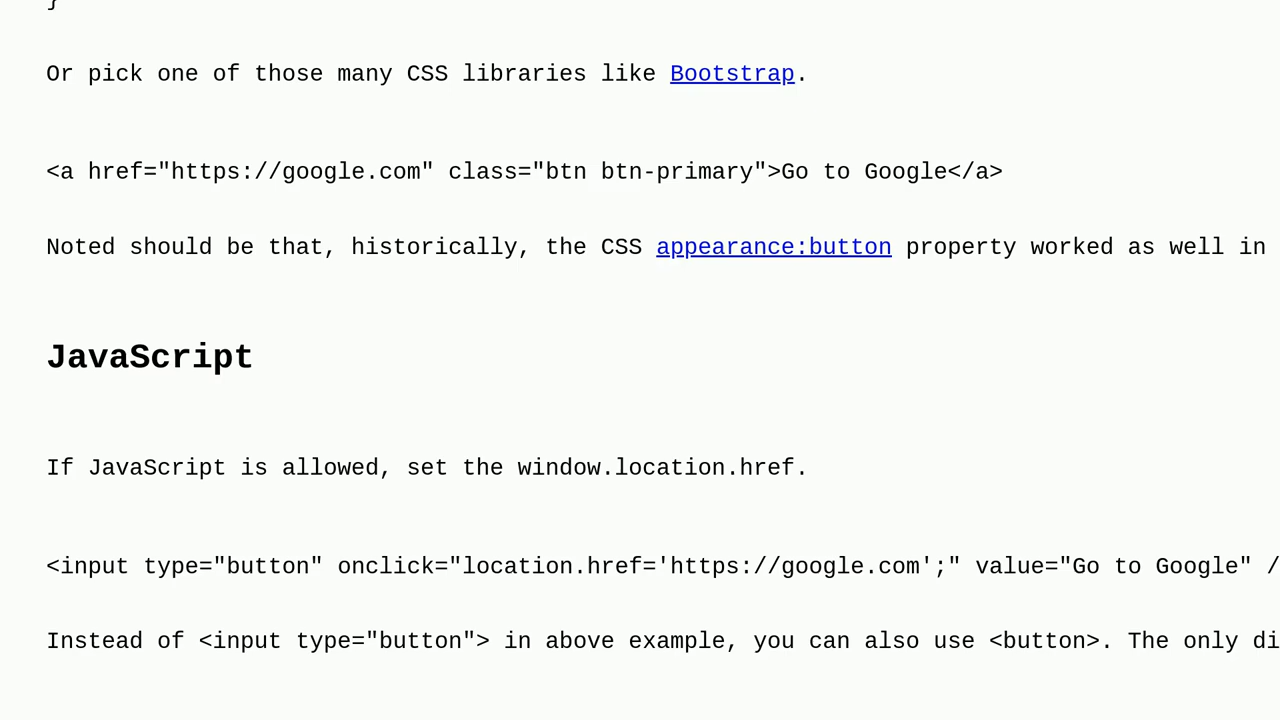 }
Or pick one of those many CSS libraries like Bootstrap.
<a href="https://google.com" class="btn btn-primary">Go to Google</a>
Noted should be that, historically, the CSS appearance:button property worked as well in
JavaScript
If JavaScript is allowed, set the window.location.href.
<input type="button" onclick="location.href='https://google.com';" value="Go to Google" /
Instead of <input type="button"> in above example, you can also use <button>. The only di